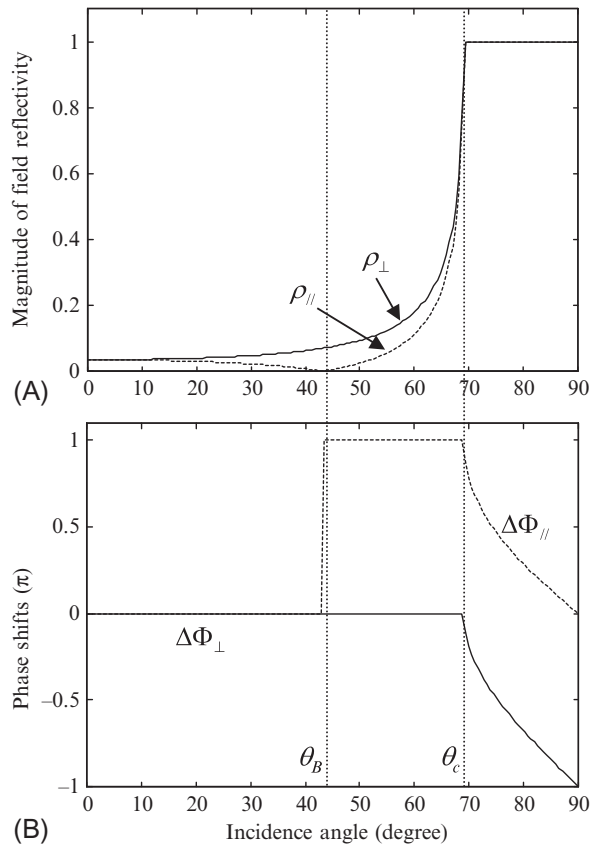 Magnitude of field reflectivity
1
0.8
0.6
0.4
0.2
0
ρ⊥
ρ//
0 10 20 30 40 50 60 70 80 90
(A)
Phase shifts (π)
1
0.5
0
−0.5
−1
ΔΦ//
ΔΦ⊥
θB
θc
0 10 20 30 40 50 60 70 80 90
(B)
Incidence angle (degree)